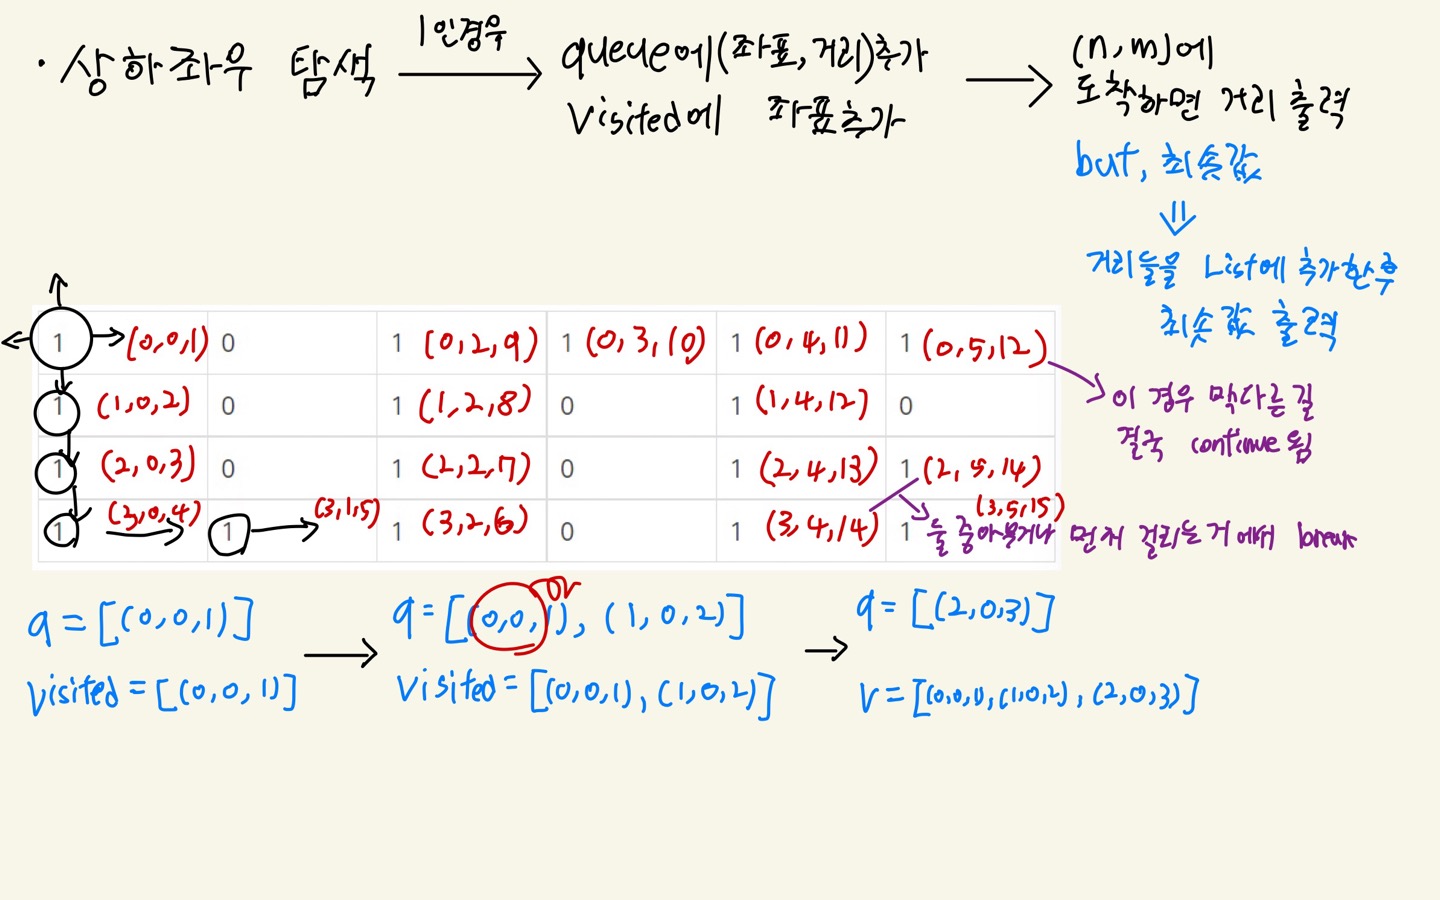 · 상하좌우 탐색
1인경우
queue에(좌표,거리)추가
visited에 좌표추가
(n,m)에
도착하면 거리 출력
but, 최솟값
⇓
거리들을 List에 추가한후
최솟값 출력
1 (0,0,1) 0 1 (0,2,9) 1 (0,3,10) 1 (0,4,11) 1 (0,5,12)
이 경우 막다른길
결국 continue됨
1 (1,0,2) 0 1 (1,2,8) 0 1 (1,4,12) 0
1 (2,0,3) 0 1 (2,2,7) 0 1 (2,4,13) 1 (2,5,14)
1 (3,0,4) 1 (3,1,5) 1 (3,2,6) 0 1 (3,4,14) 1 (3,5,15)
둘 중아무거나 먼저 걸리는거에서 break
q = [(0,0,1)]
visited = [(0,0,1)]
q = [(0,0,1), (1,0,2)]
visited = [(0,0,1), (1,0,2)]
q = [(2,0,3)]
v = [(0,0,1), (1,0,2), (2,0,3)]